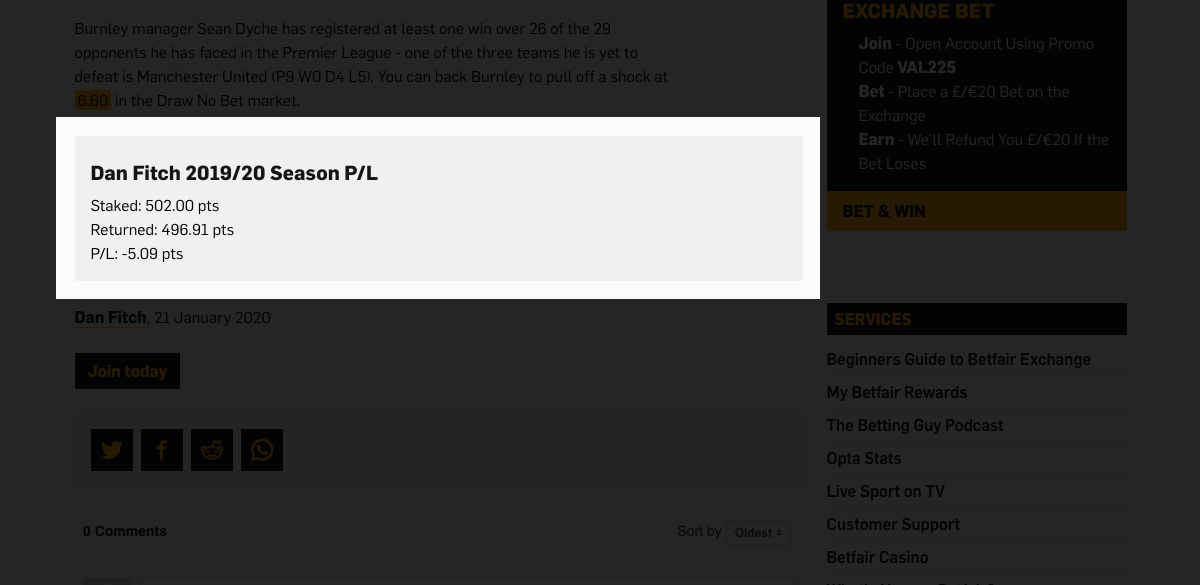 Burnley manager Sean Dyche has registered at least one win over 26 of the 29
opponents he has faced in the Premier League - one of the three teams he is yet to
defeat is Manchester United (P9 W0 D4 L5). You can back Burnley to pull off a shock at
6.60 in the Draw No Bet market.
Dan Fitch 2019/20 Season P/L
Staked: 502.00 pts
Returned: 496.91 pts
P/L: -5.09 pts
Dan Fitch, 21 January 2020
Join today
0 Comments
Sort by Oldest
EXCHANGE BET
Join - Open Account Using Promo
Code VAL225
Bet - Place a £/€20 Bet on the
Exchange
Earn - We'll Refund You £/€20 If the
Bet Loses
BET & WIN
SERVICES
Beginners Guide to Betfair Exchange
My Betfair Rewards
The Betting Guy Podcast
Opta Stats
Live Sport on TV
Customer Support
Betfair Casino